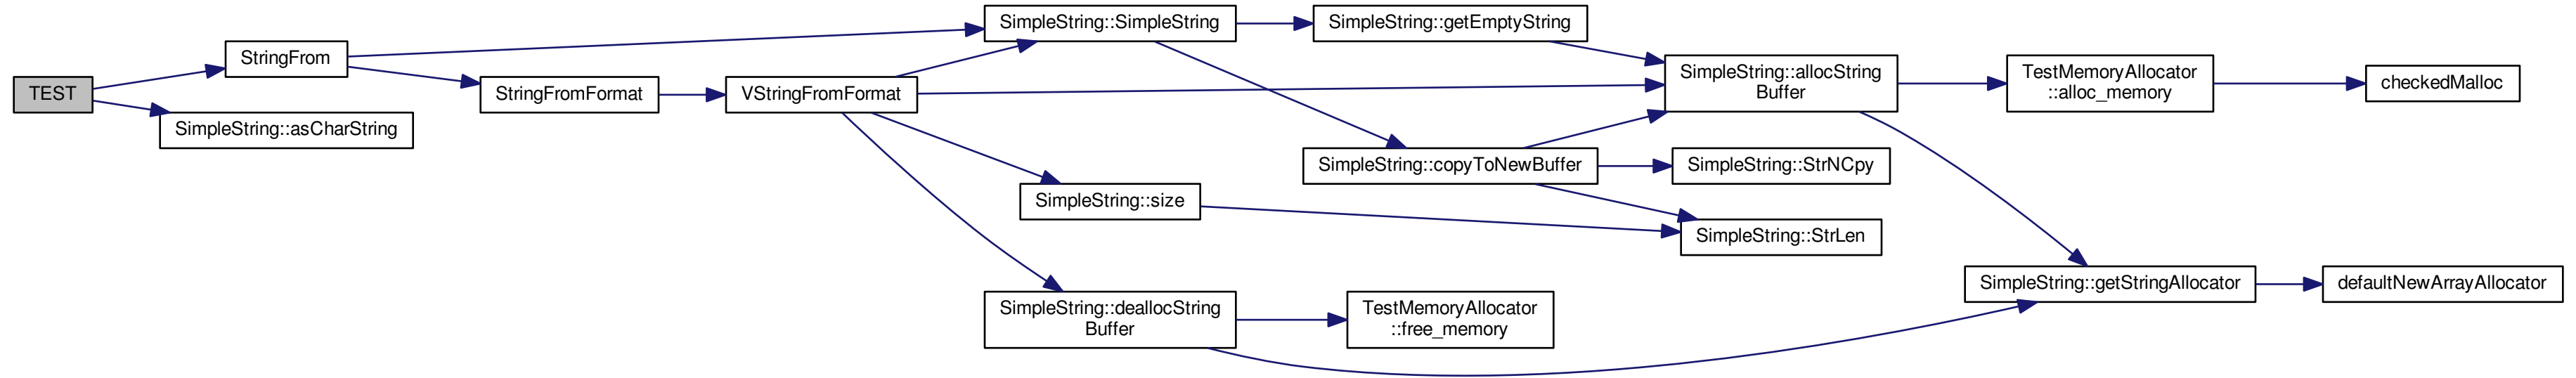 TEST
StringFrom
SimpleString::asCharString
StringFromFormat
VStringFromFormat
SimpleString::SimpleString
SimpleString::size
SimpleString::deallocString
Buffer
SimpleString::getEmptyString
SimpleString::copyToNewBuffer
TestMemoryAllocator
::free_memory
SimpleString::allocString
Buffer
SimpleString::StrNCpy
SimpleString::StrLen
TestMemoryAllocator
::alloc_memory
SimpleString::getStringAllocator
checkedMalloc
defaultNewArrayAllocator